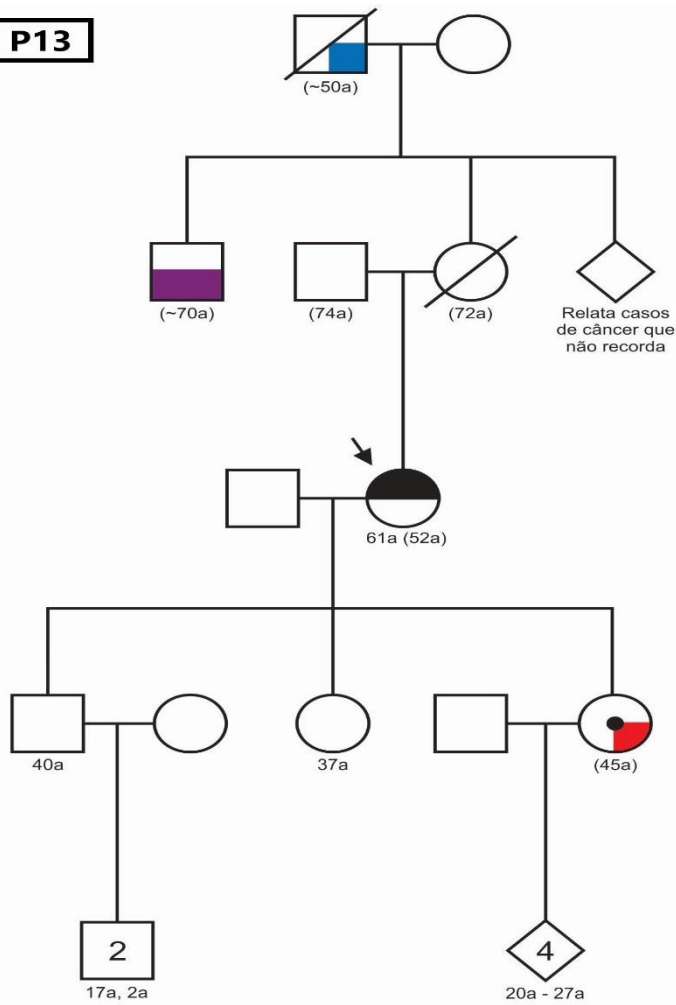 P13
(~50a)
(~70a)
(74a)
(72a)
Relata casos
de câncer que
não recorda
61a (52a)
40a
37a
(45a)
2
17a, 2a
4
20a - 27a